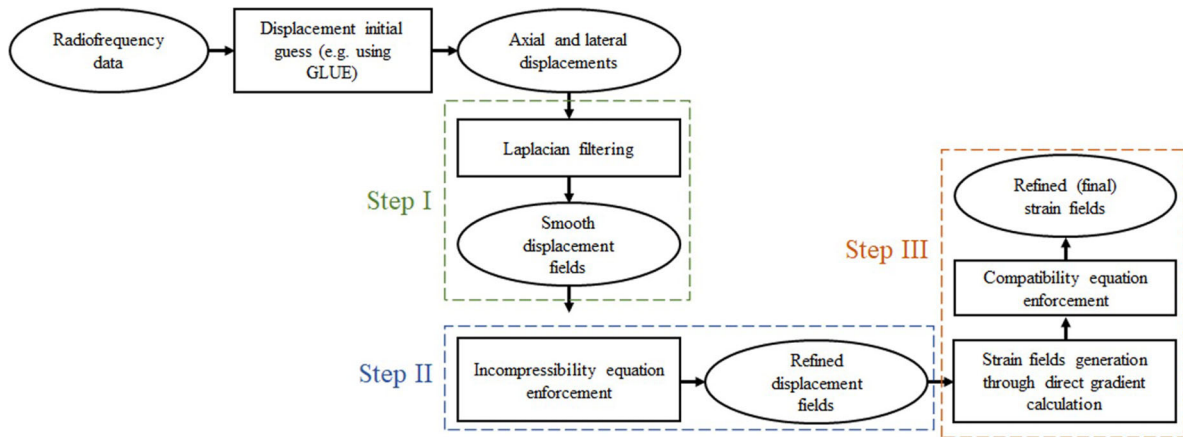 Radiofrequency
data
Displacement initial
guess (e.g. using
GLUE)
Axial and lateral
displacements
Step I
Laplacian filtering
Smooth
displacement
fields
Step II
Incompressibility equation
enforcement
Refined
displacement
fields
Step III
Refined (final)
strain fields
Compatibility equation
enforcement
Strain fields generation
through direct gradient
calculation